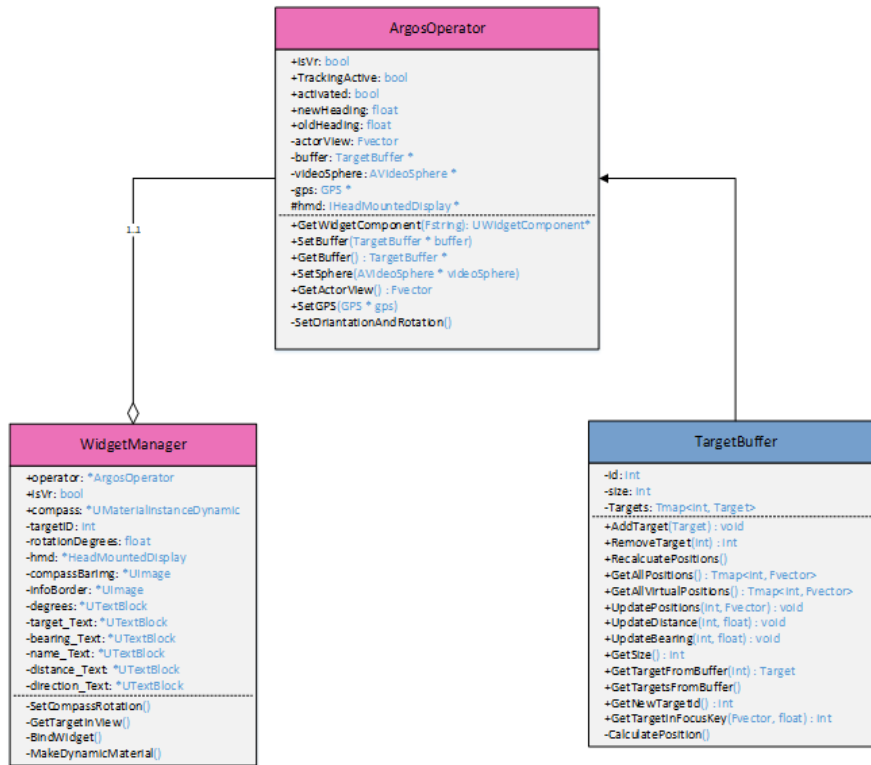 ArgosOperator
+isVr: bool
+TrackingActive: bool
+activated: bool
+newHeading: float
+oldHeading: float
-actorView: Fvector
-buffer: TargetBuffer *
-videoSphere: AVideoSphere *
-gps: GPS *
#hmd: IHeadMountedDisplay *
+GetWidgetComponent(Fstring): UWidgetComponent*
+SetBuffer(TargetBuffer * buffer)
+GetBuffer() : TargetBuffer *
+SetSphere(AVideoSphere * videoSphere)
+GetActorView() : Fvector
+SetGPS(GPS * gps)
-SetOriantationAndRotation()
1..1
WidgetManager
+operator: *ArgosOperator
+isVr: bool
+compass: *UMaterialInstanceDynamic
-targetID: int
-rotationDegrees: float
-hmd: *HeadMountedDisplay
-compassBarImg: *UImage
-infoBorder: *UImage
-degrees: *UTextBlock
-target_Text: *UTextBlock
-bearing_Text: *UTextBlock
-name_Text: *UTextBlock
-distance_Text: *UTextBlock
-direction_Text: *UTextBlock
-SetCompassRotation()
-GetTargetInView()
-BindWidget()
-MakeDynamicMaterial()
TargetBuffer
-id: int
-size: int
-Targets: Tmap<int, Target>
+AddTarget(Target) : void
+RemoveTarget(int) : int
+RecalcuatePositions()
+GetAllPositions() : Tmap<int, Fvector>
+GetAllVirtualPositions() : Tmap<int, Fvector>
+UpdatePositions(int, Fvector) : void
+UpdateDistance(int, float) : void
+UpdateBearing(int, float) : void
+GetSize() : int
+GetTargetFromBuffer(int) : Target
+GetTargetsFromBuffer()
+GetNewTargetId() : int
+GetTargetInFocusKey(Fvector, float) : int
-CalculatePosition()